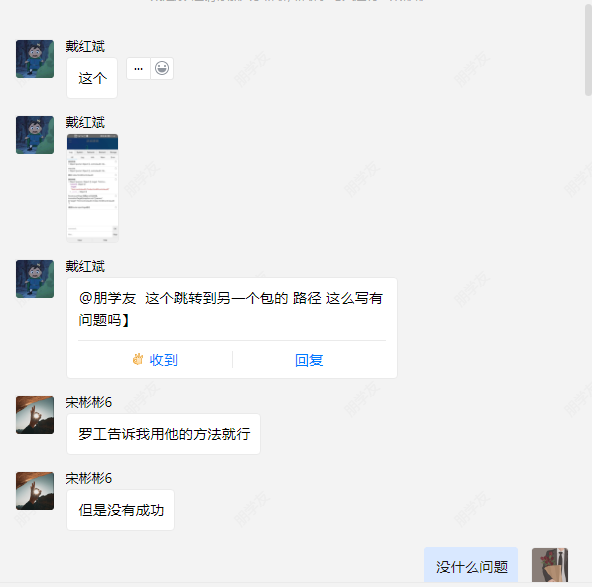 戴红斌
这个
戴红斌
戴红斌
@朋学友 这个跳转到另一个包的 路径 这么写有
问题吗】
收到
回复
宋彬彬6
罗工告诉我用他的方法就行
宋彬彬6
但是没有成功
没什么问题